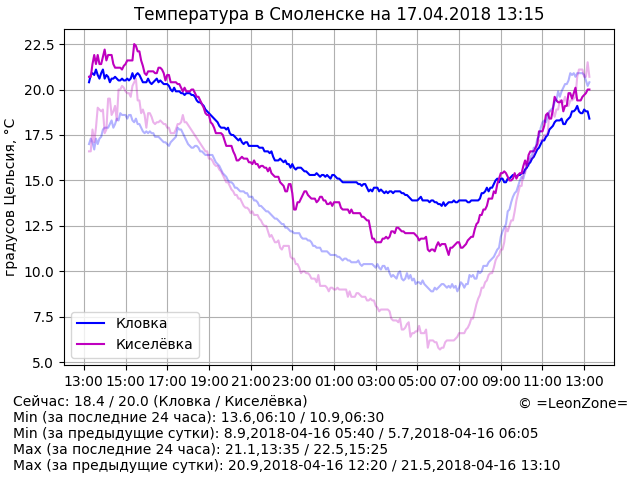 Температура в Смоленске на 17.04.2018 13:15
градусов Цельсия, °C
22.5
20.0
17.5
15.0
12.5
10.0
7.5
5.0
Кловка
Киселёвка
13:00 15:00 17:00 19:00 21:00 23:00 01:00 03:00 05:00 07:00 09:00 11:00 13:00
Сейчас: 18.4 / 20.0 (Кловка / Киселёвка)
© =LeonZone=
Min (за последние 24 часа): 13.6,06:10 / 10.9,06:30
Min (за предыдущие сутки): 8.9,2018-04-16 05:40 / 5.7,2018-04-16 06:05
Max (за последние 24 часа): 21.1,13:35 / 22.5,15:25
Max (за предыдущие сутки): 20.9,2018-04-16 12:20 / 21.5,2018-04-16 13:10